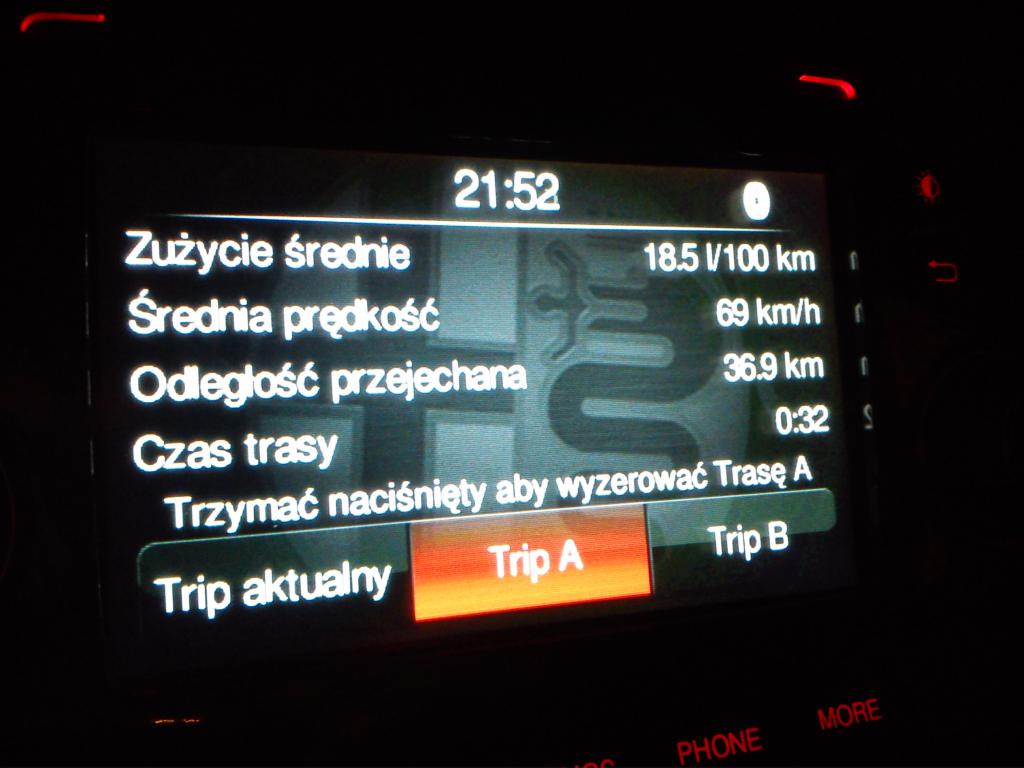 21:52
Zużycie średnie 18.5 l/100 km
Średnia prędkość 69 km/h
Odległość przejechana 36.9 km
Czas trasy 0:32
Trzymać naciśnięty aby wyzerować Trasę A
Trip aktualny Trip A Trip B
PHONE MORE